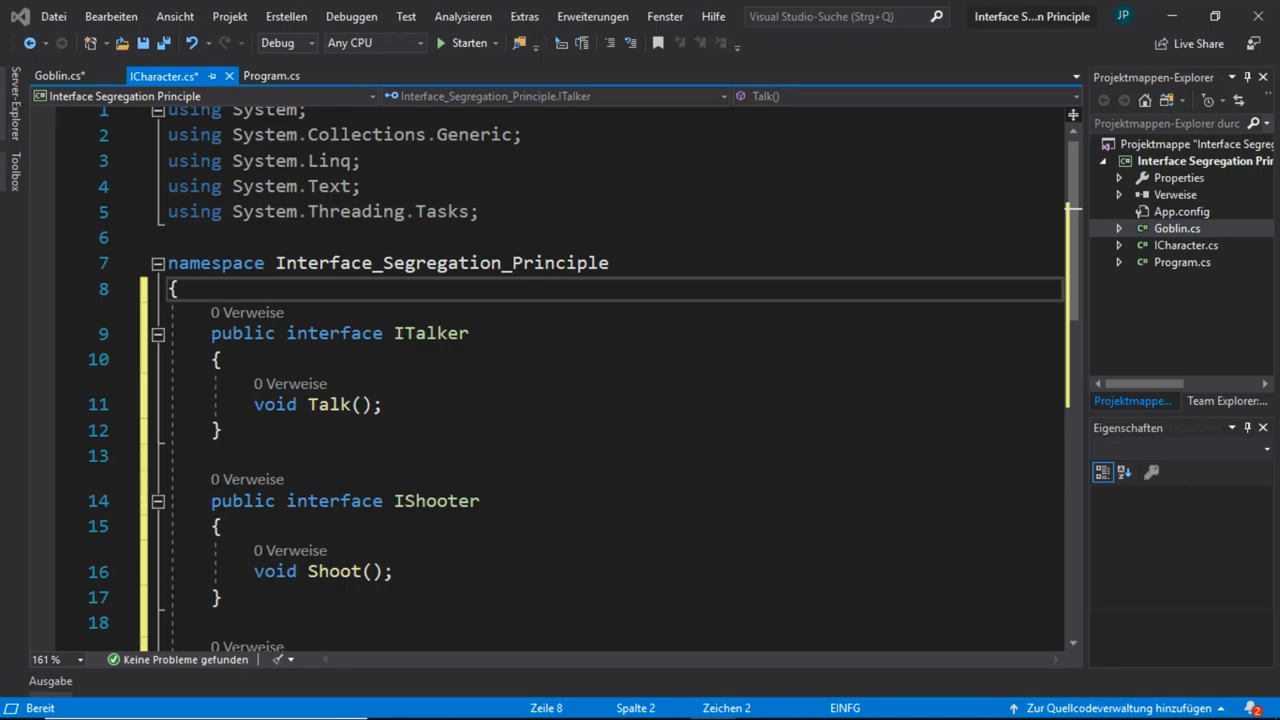 Datei Bearbeiten Ansicht Projekt Erstellen Debuggen Test Analysieren Extras Erweiterungen Fenster Hilfe Visual Studio-Suche (Strg+Q) Interface S...n Principle JP
Debug Any CPU Starten Live Share
Server-Explorer
Toolbox
Goblin.cs* ICharacter.cs* Program.cs
Interface Segregation Principle Interface_Segregation_Principle.ITalker Talk()
1 using System;
2 using System.Collections.Generic;
3 using System.Linq;
4 using System.Text;
5 using System.Threading.Tasks;
6
7 namespace Interface_Segregation_Principle
8 {
0 Verweise
9 public interface ITalker
10 {
0 Verweise
11 void Talk();
12 }
13
0 Verweise
14 public interface IShooter
15 {
0 Verweise
16 void Shoot();
17 }
18
0 Verweise
161 % Keine Probleme gefunden
Ausgabe
Bereit Zeile 8 Spalte 2 Zeichen 2 EINFG Zur Quellcodeverwaltung hinzufügen 2
Projektmappen-Explorer
Projektmappen-Explorer durc
Projektmappe "Interface Segreg
Interface Segregation Prin
Properties
Verweise
App.config
Goblin.cs
ICharacter.cs
Program.cs
Projektmappe... Team Explorer:...
Eigenschaften